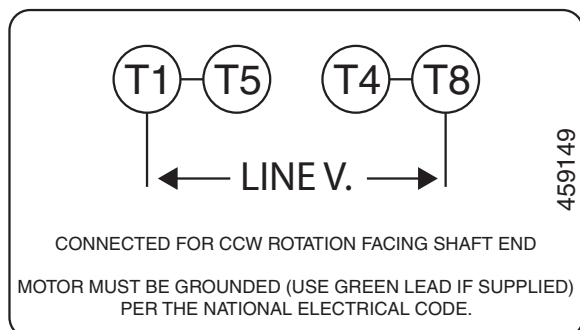 T1 T5 T4 T8
LINE V.
459149
CONNECTED FOR CCW ROTATION FACING SHAFT END
MOTOR MUST BE GROUNDED (USE GREEN LEAD IF SUPPLIED)
PER THE NATIONAL ELECTRICAL CODE.